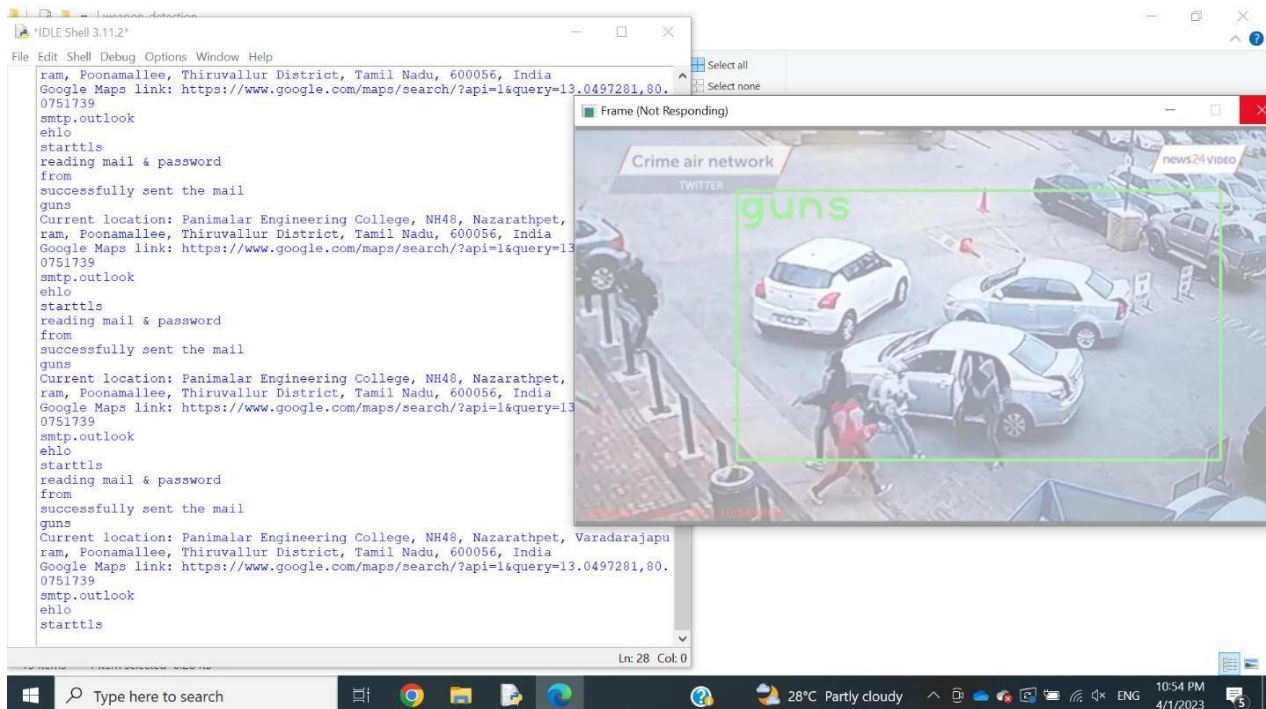 weapon-detection
*IDLE Shell 3.11.2*
File Edit Shell Debug Options Window Help
ram, Poonamallee, Thiruvallur District, Tamil Nadu, 600056, India
Google Maps link: https://www.google.com/maps/search/?api=1&query=13.0497281,80.
0751739
smtp.outlook
ehlo
starttls
reading mail & password
from
successfully sent the mail
guns
Current location: Panimalar Engineering College, NH48, Nazarathpet,
ram, Poonamallee, Thiruvallur District, Tamil Nadu, 600056, India
Google Maps link: https://www.google.com/maps/search/?api=1&query=13
0751739
smtp.outlook
ehlo
starttls
reading mail & password
from
successfully sent the mail
guns
Current location: Panimalar Engineering College, NH48, Nazarathpet,
ram, Poonamallee, Thiruvallur District, Tamil Nadu, 600056, India
Google Maps link: https://www.google.com/maps/search/?api=1&query=13
0751739
smtp.outlook
ehlo
starttls
reading mail & password
from
successfully sent the mail
guns
Current location: Panimalar Engineering College, NH48, Nazarathpet, Varadarajapu
ram, Poonamallee, Thiruvallur District, Tamil Nadu, 600056, India
Google Maps link: https://www.google.com/maps/search/?api=1&query=13.0497281,80.
0751739
smtp.outlook
ehlo
starttls
Ln: 28 Col: 0
Select all
Select none
Frame (Not Responding)
Crime air network
TWITTER
news24 VIDEO
guns
Type here to search
28°C Partly cloudy
ENG
10:54 PM
4/1/2023
5